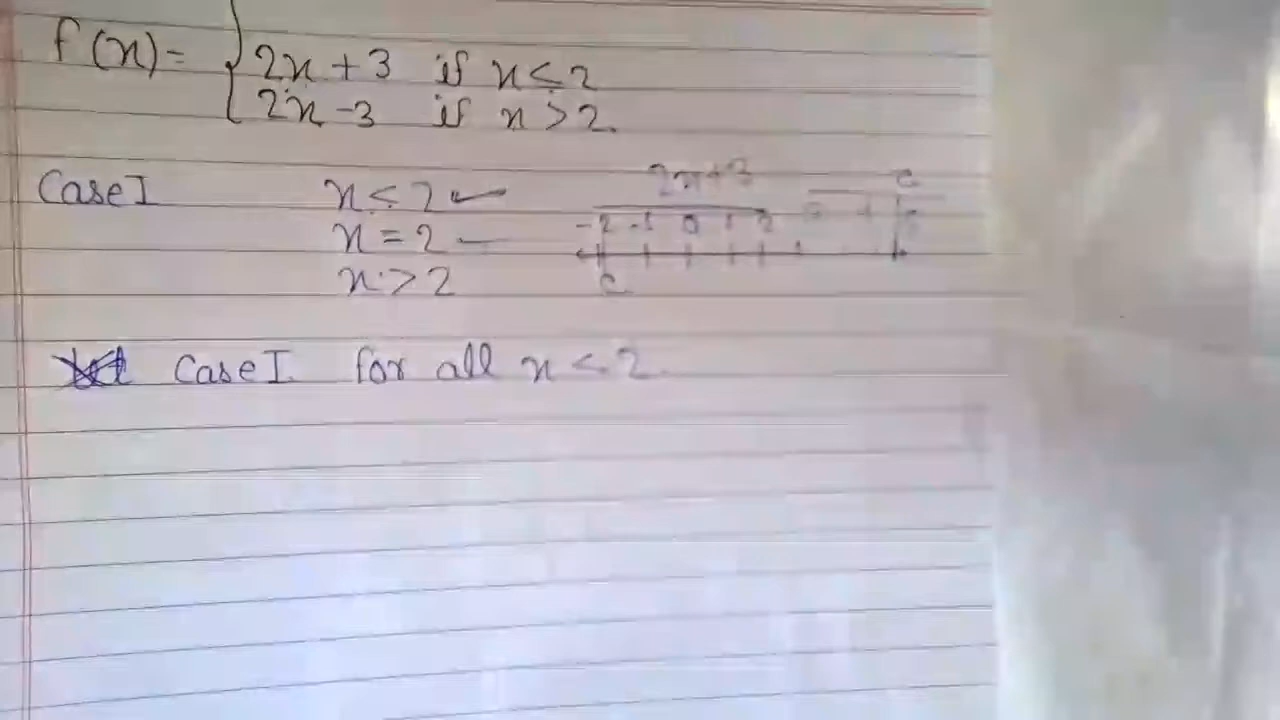 f(x) = { 2x + 3 if x ≤ 2
2x - 3 if x > 2.
Case I x < 2
x = 2
x > 2
2x+3 c
-2 -1 0 1 2
c
Case I. for all x < 2.